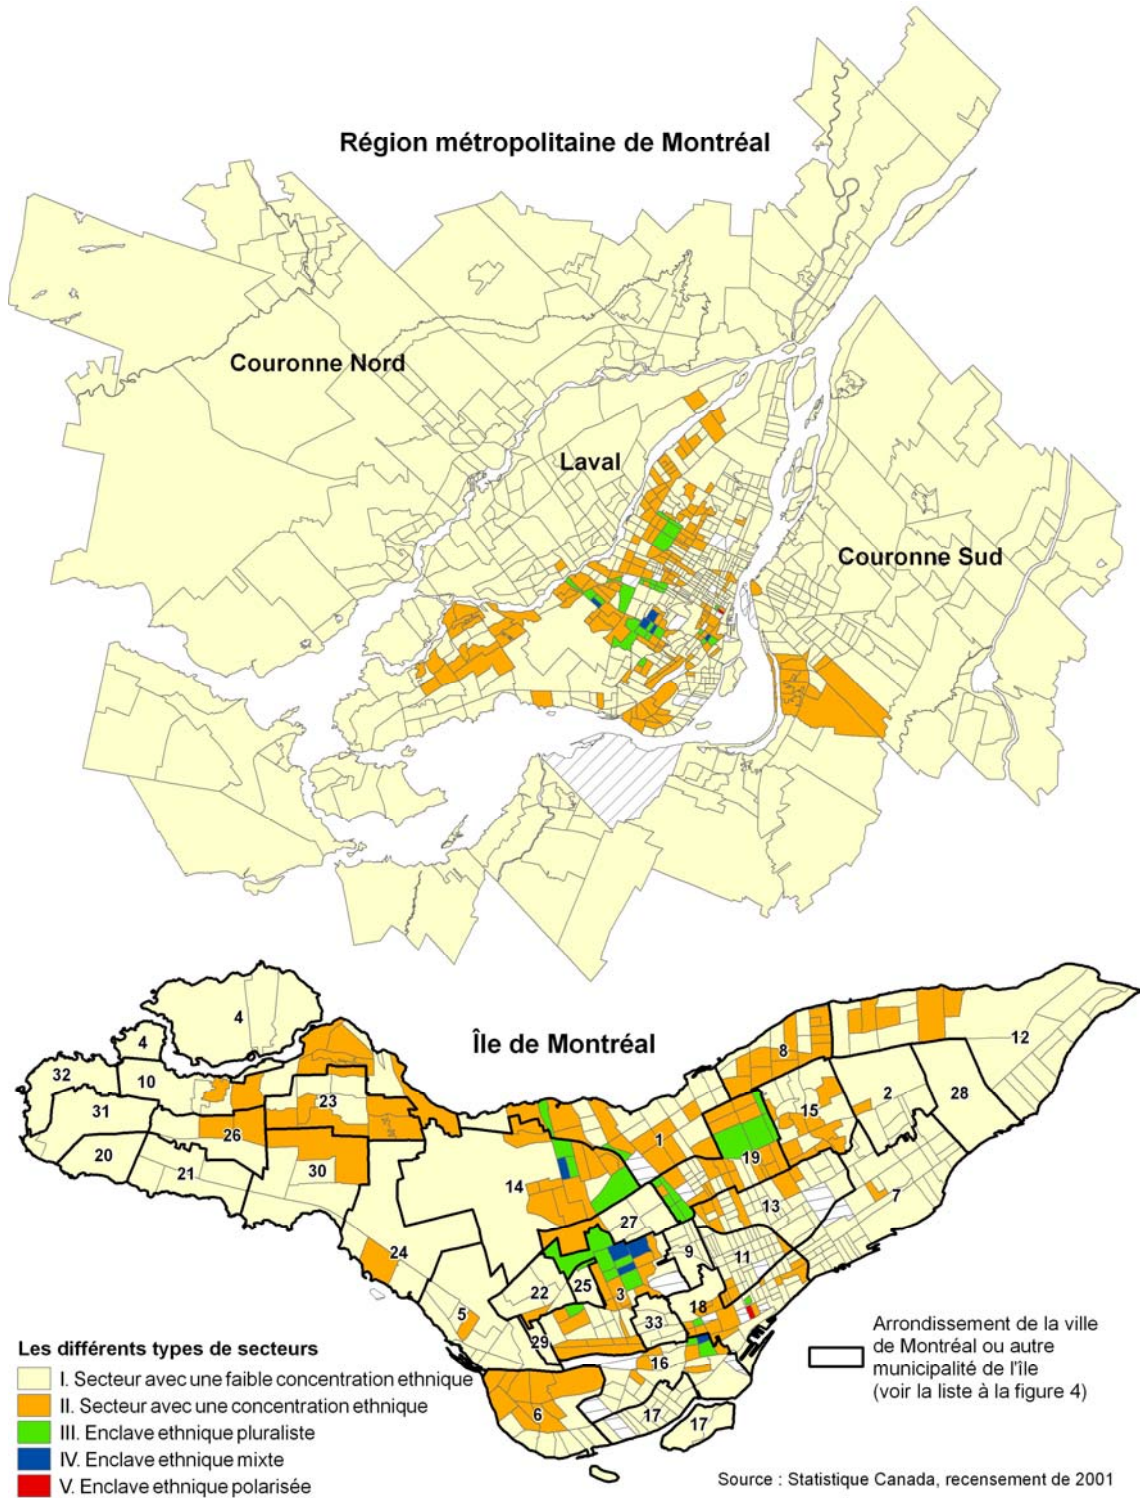 Région métropolitaine de Montréal
Couronne Nord
Laval
Couronne Sud
Île de Montréal
4
4
32
10
31
23
26
20
21
30
24
14
5
22
25
29
27
3
9
33
6
16
17
17
18
11
1
19
13
8
15
2
28
12
7
Les différents types de secteurs
I. Secteur avec une faible concentration ethnique
II. Secteur avec une concentration ethnique
III. Enclave ethnique pluraliste
IV. Enclave ethnique mixte
V. Enclave ethnique polarisée
Arrondissement de la ville
de Montréal ou autre
municipalité de l'île
(voir la liste à la figure 4)
Source : Statistique Canada, recensement de 2001